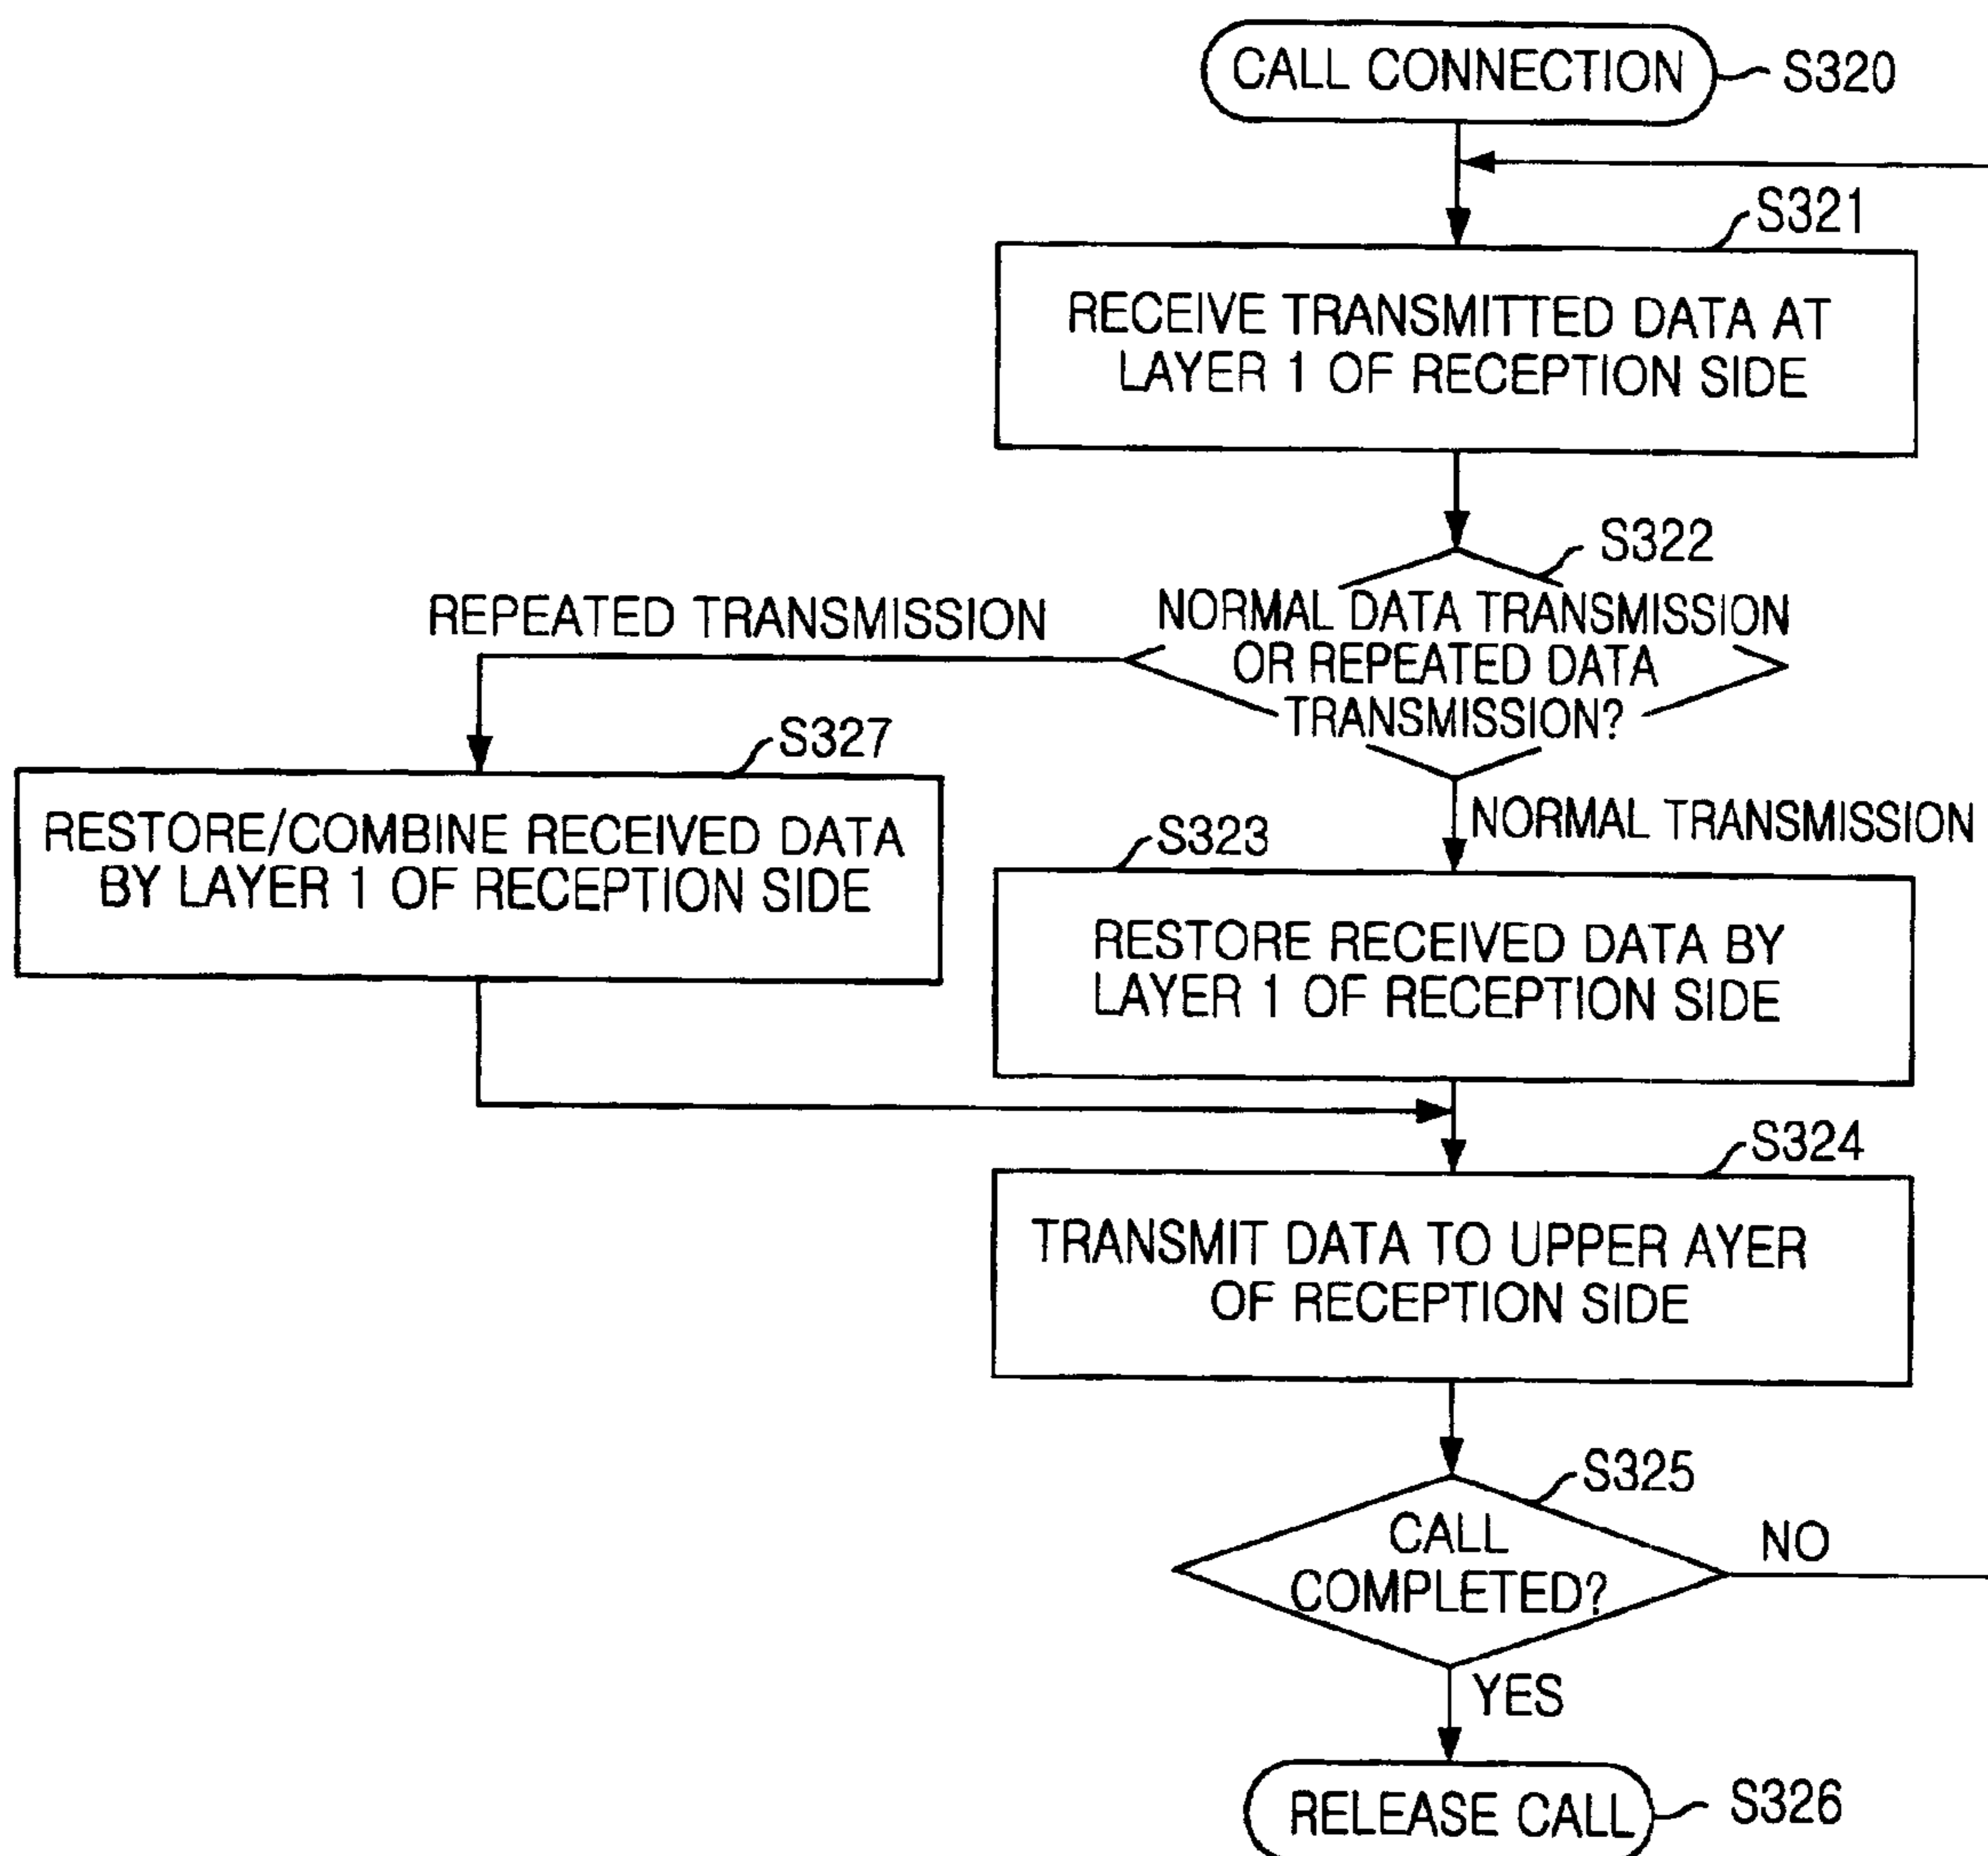 CALL CONNECTION
S320
S321
RECEIVE TRANSMITTED DATA AT
LAYER 1 OF RECEPTION SIDE
S322
REPEATED TRANSMISSION
NORMAL DATA TRANSMISSION
OR REPEATED DATA
TRANSMISSION?
S327
RESTORE/COMBINE RECEIVED DATA
BY LAYER 1 OF RECEPTION SIDE
NORMAL TRANSMISSION
S323
RESTORE RECEIVED DATA BY
LAYER 1 OF RECEPTION SIDE
S324
TRANSMIT DATA TO UPPER AYER
OF RECEPTION SIDE
S325
CALL
COMPLETED?
NO
YES
RELEASE CALL
S326